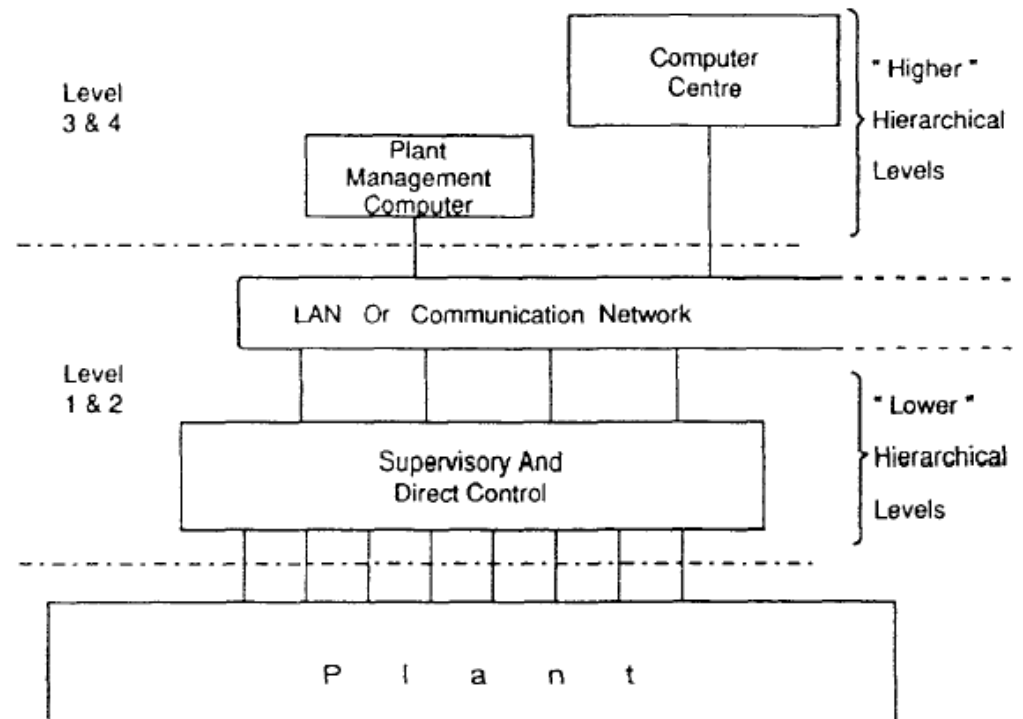 Computer
Centre
" Higher "
Hierarchical
Levels
Level
3 & 4
Plant
Management
Computer
LAN Or Communication Network
Level
1 & 2
" Lower "
Hierarchical
Levels
Supervisory And
Direct Control
P l a n t